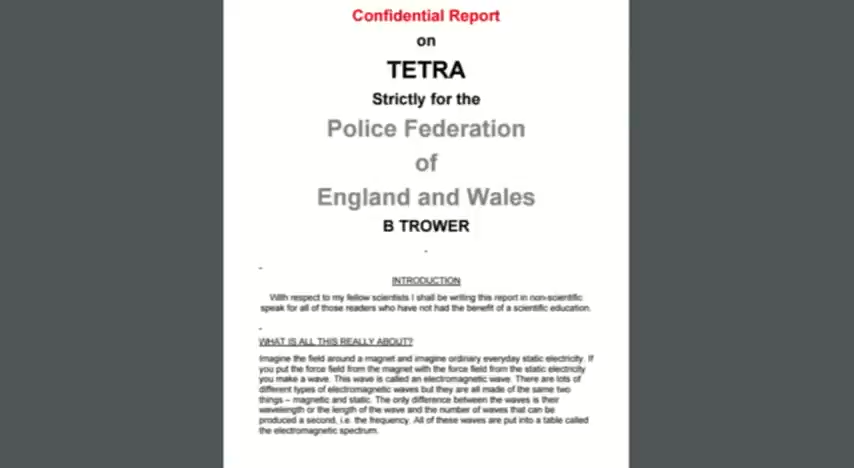 Confidential Report
on
TETRA
Strictly for the
Police Federation
of
England and Wales
B TROWER
INTRODUCTION
With respect to my fellow scientists I shall be writing this report in non-scientific
speak for all of those readers who have not had the benefit of a scientific education.
WHAT IS ALL THIS REALLY ABOUT?
Imagine the field around a magnet and imagine ordinary everyday static electricity. If
you put the force field from the magnet with the force field from the static electricity
you make a wave. This wave is called an electromagnetic wave. There are lots of
different types of electromagnetic waves but they are all made of the same two
things – magnetic and static. The only difference between the waves is their
wavelength or the length of the wave and the number of waves that can be
produced a second, i.e. the frequency. All of these waves are put into a table called
the electromagnetic spectrum.